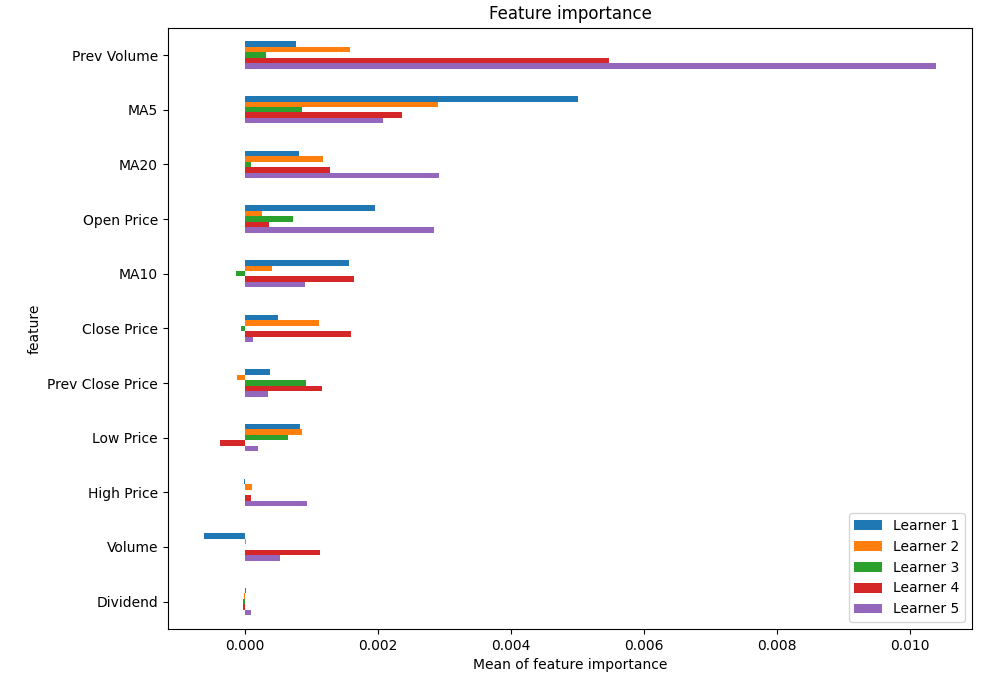 Feature importance
Prev Volume
MA5
MA20
Open Price
MA10
Close Price
Prev Close Price
Low Price
High Price
Volume
Dividend
feature
Learner 1
Learner 2
Learner 3
Learner 4
Learner 5
0.000 0.002 0.004 0.006 0.008 0.010
Mean of feature importance